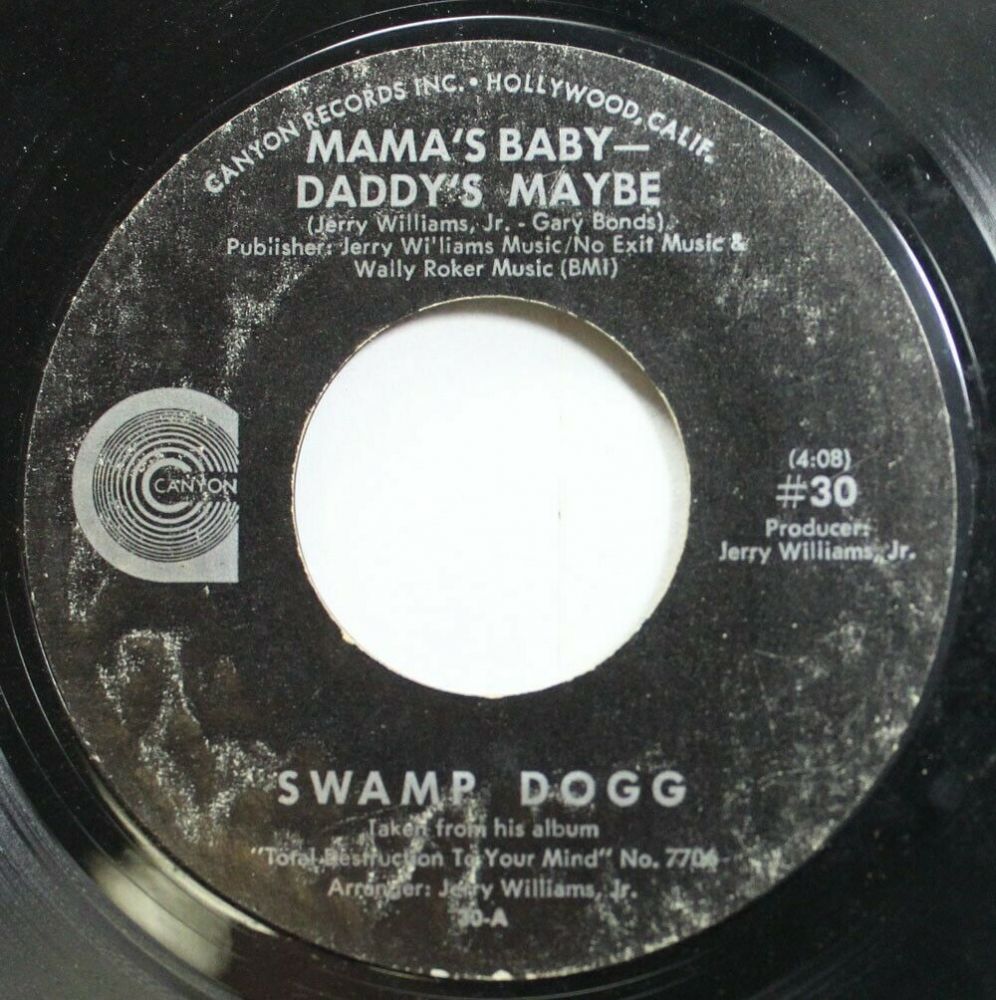 CANYON RECORDS INC. • HOLLYWOOD, CALIF.
MAMA'S BABY—
DADDY'S MAYBE
(Jerry Williams, Jr. - Gary Bonds)
Publisher: Jerry Wi'liams Music/No Exit Music &
Wally Roker Music (BMI)
CANYON
(4:08)
#30
Producer:
Jerry Williams, Jr.
SWAMP DOGG
Taken from his album
"Total Destruction To Your Mind" No. 7706
Arranger: Jerry Williams, Jr.
30-A